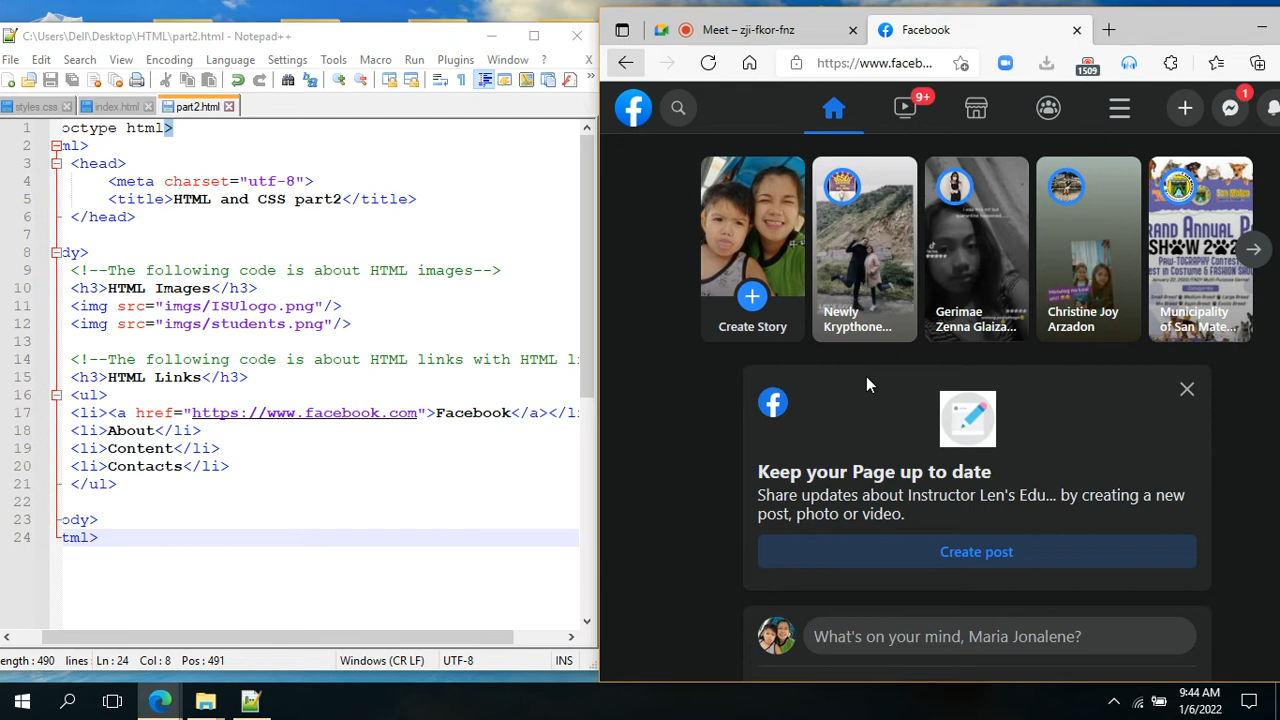 C:\Users\Dell\Desktop\HTML\part2.html - Notepad++
File Edit Search View Encoding Language Settings Tools Macro Run Plugins Window ?
styles.css index.html part2.html
1 octype html>
2 ml>
3 <head>
4 <meta charset="utf-8">
5 <title>HTML and CSS part2</title>
6 </head>
7
8 dy>
9 <!--The following code is about HTML images-->
10 <h3>HTML Images</h3>
11 <img src="imgs/ISUlogo.png"/>
12 <img src="imgs/students.png"/>
13
14 <!--The following code is about HTML links with HTML l
15 <h3>HTML Links</h3>
16 <ul>
17 <li><a href="https://www.facebook.com">Facebook</a></l
18 <li>About</li>
19 <li>Content</li>
20 <li>Contacts</li>
21 </ul>
22
23 ody>
24 tml>
ength : 490 lines Ln : 24 Col : 8 Pos : 491 Windows (CR LF) UTF-8 INS
Meet – zji-fkor-fnz
Facebook
https://www.faceb...
1509
9+
1
Create Story
Newly
Krypthone...
Gerimae
Zenna Glaiza...
Christine Joy
Arzadon
Municipality
of San Mate...
Keep your Page up to date
Share updates about Instructor Len's Edu... by creating a new
post, photo or video.
Create post
What's on your mind, Maria Jonalene?
9:44 AM
1/6/2022